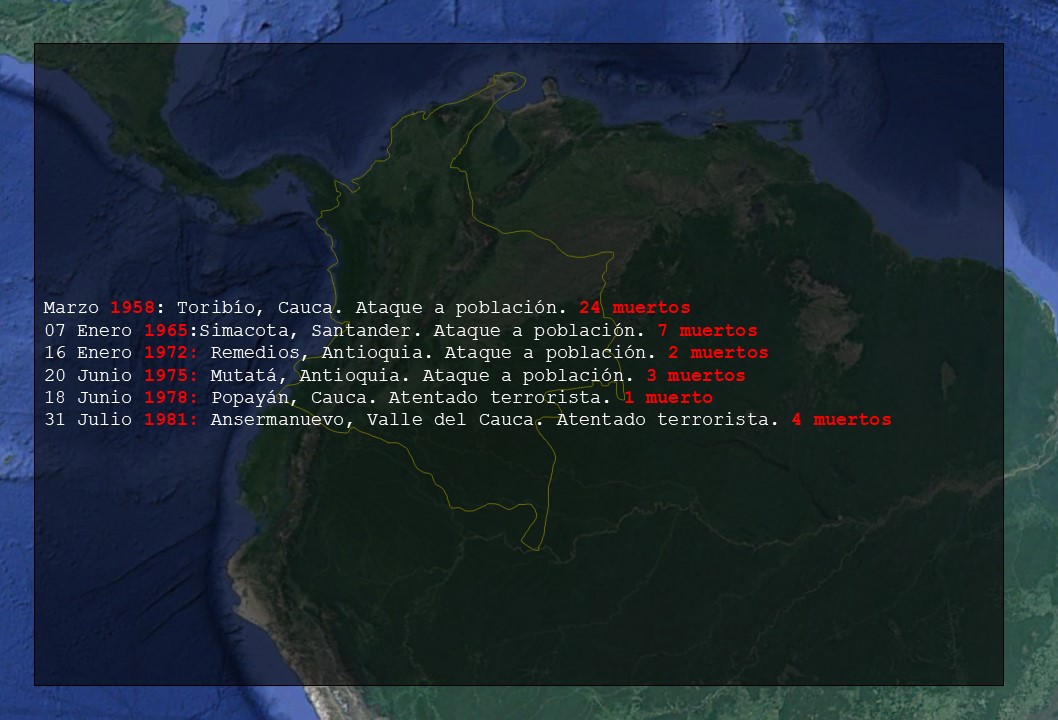 Marzo 1958: Toribío, Cauca. Ataque a población. 24 muertos
07 Enero 1965:Simacota, Santander. Ataque a población. 7 muertos
16 Enero 1972: Remedios, Antioquia. Ataque a población. 2 muertos
20 Junio 1975: Mutatá, Antioquia. Ataque a población. 3 muertos
18 Junio 1978: Popayán, Cauca. Atentado terrorista. 1 muerto
31 Julio 1981: Ansermanuevo, Valle del Cauca. Atentado terrorista. 4 muertos